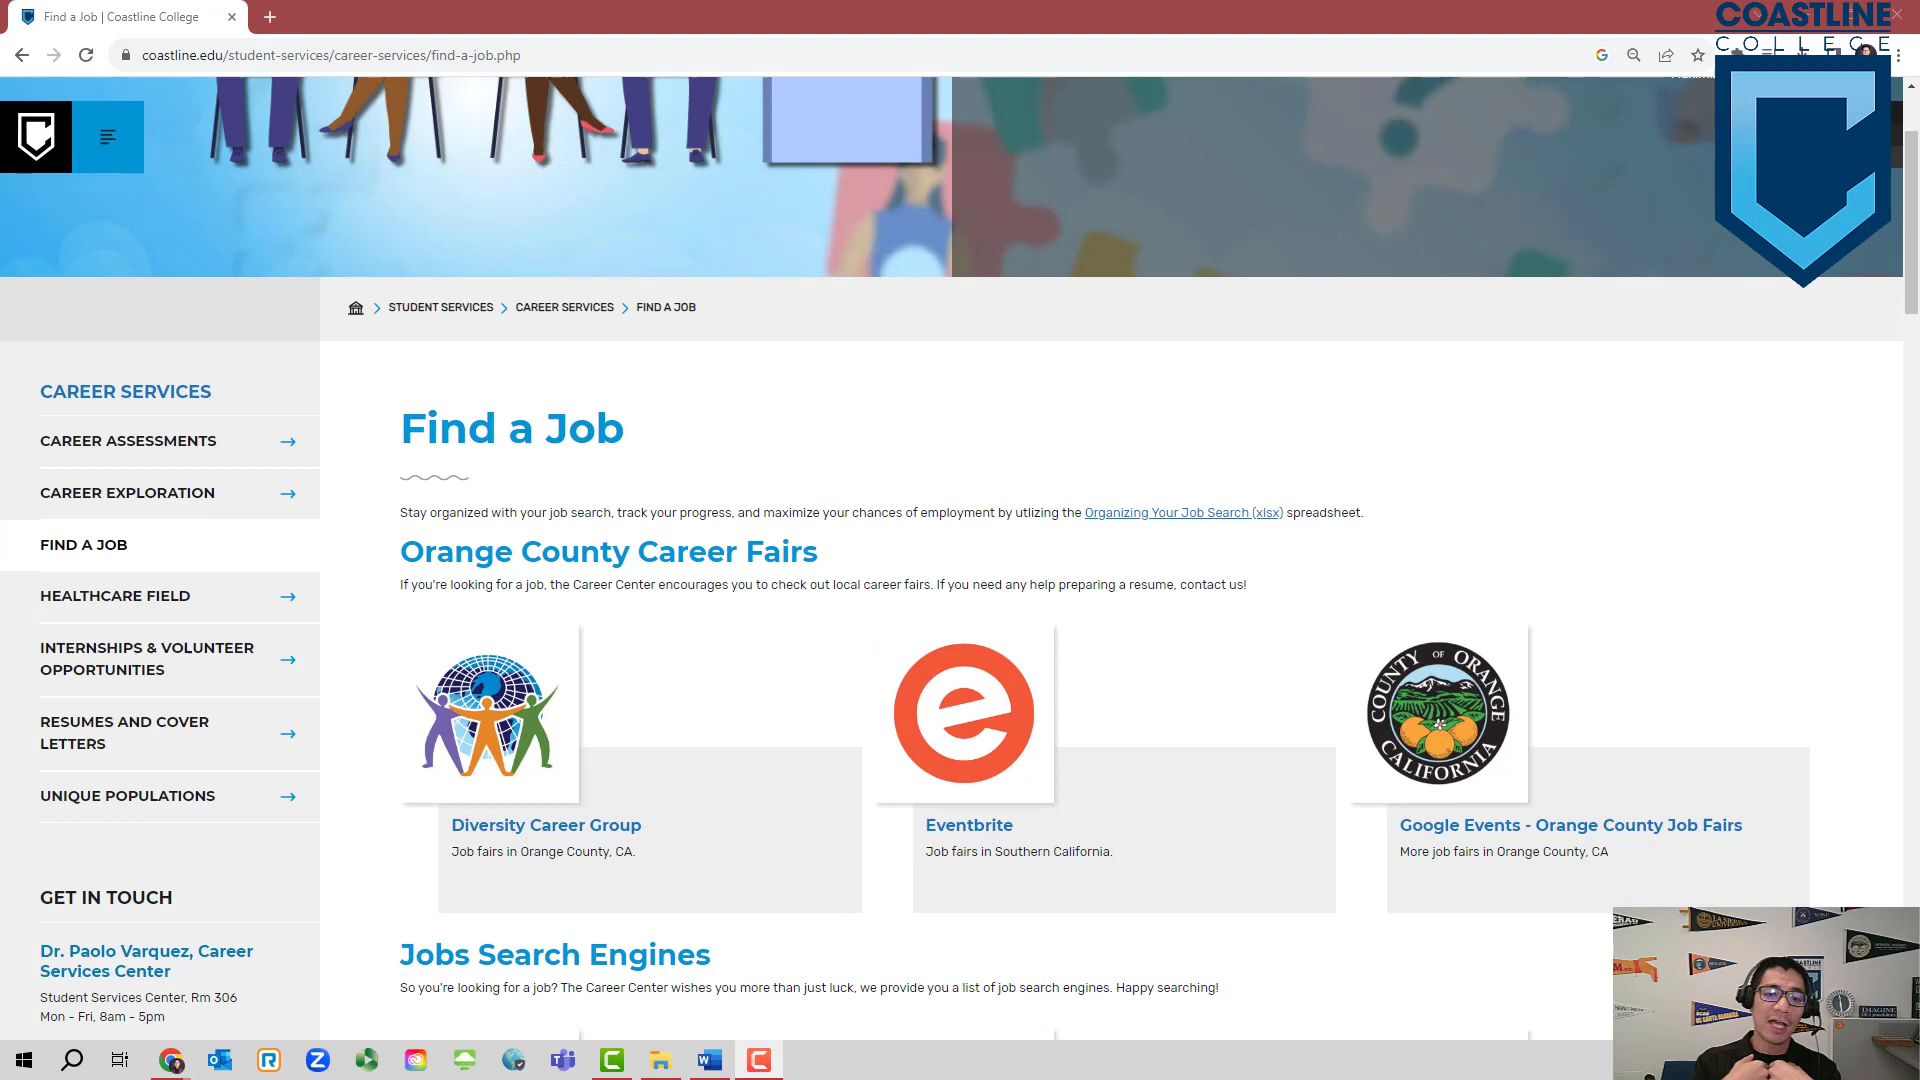 Find a Job | Coastline College
coastline.edu/student-services/career-services/find-a-job.php
COASTLINE
COLLEGE
STUDENT SERVICES
CAREER SERVICES
FIND A JOB
CAREER SERVICES
CAREER ASSESSMENTS
CAREER EXPLORATION
FIND A JOB
HEALTHCARE FIELD
INTERNSHIPS & VOLUNTEER
OPPORTUNITIES
RESUMES AND COVER
LETTERS
UNIQUE POPULATIONS
GET IN TOUCH
Dr. Paolo Varquez, Career
Services Center
Student Services Center, Rm 306
Mon - Fri, 8am - 5pm
Find a Job
Stay organized with your job search, track your progress, and maximize your chances of employment by utlizing the Organizing Your Job Search (xlsx) spreadsheet.
Orange County Career Fairs
If you're looking for a job, the Career Center encourages you to check out local career fairs. If you need any help preparing a resume, contact us!
COUNTY OF ORANGE
CALIFORNIA
Diversity Career Group
Job fairs in Orange County, CA.
Eventbrite
Job fairs in Southern California.
Google Events - Orange County Job Fairs
More job fairs in Orange County, CA
Jobs Search Engines
So you're looking for a job? The Career Center wishes you more than just luck, we provide you a list of job search engines. Happy searching!